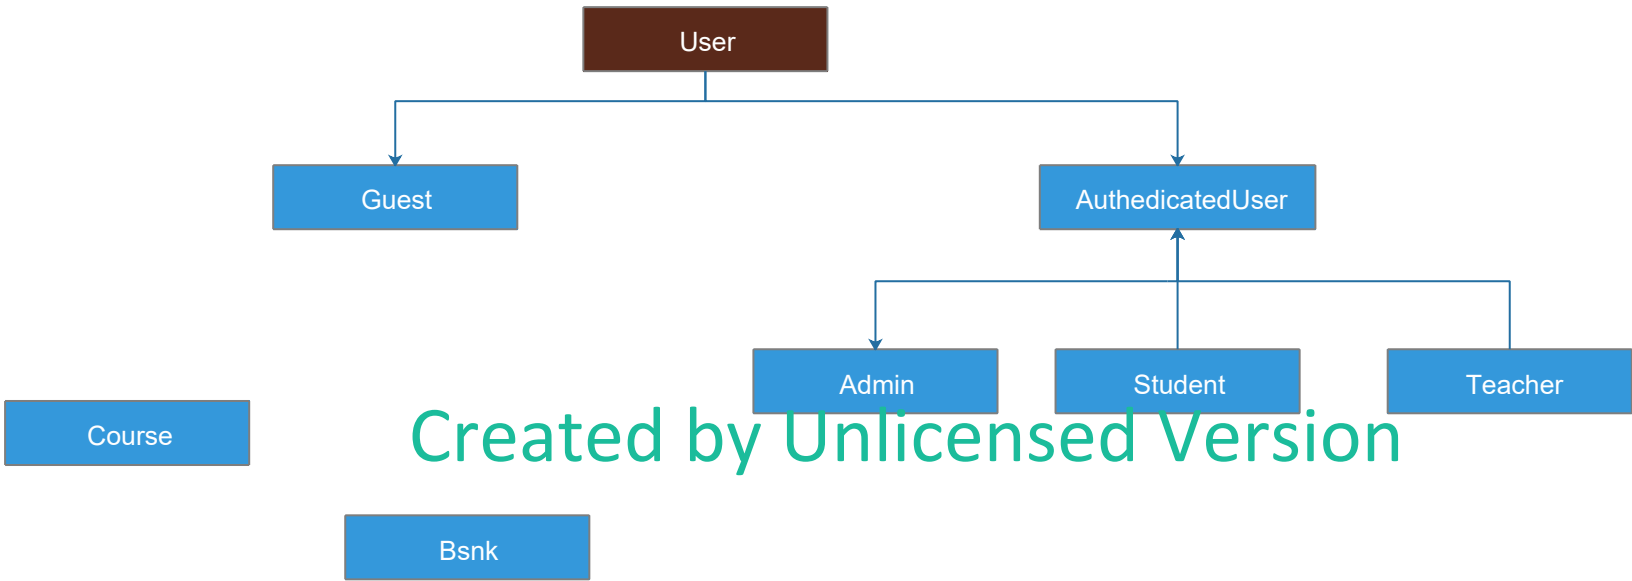 User
Guest
AuthedicatedUser
Admin
Student
Teacher
Course
Created by Unlicensed Version
Bsnk